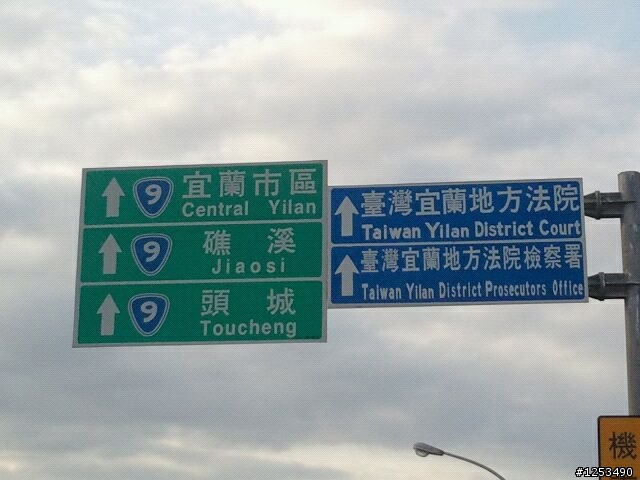 9 宜蘭市區
Central Yilan
9 礁溪
Jiaosi
9 頭城
Toucheng
臺灣宜蘭地方法院
Taiwan Yilan District Court
臺灣宜蘭地方法院檢察署
Taiwan Yilan District Prosecutors Office
機
#1253490